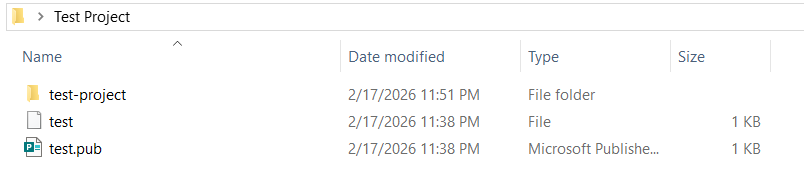 Test Project
Name Date modified Type Size
test-project 2/17/2026 11:51 PM File folder
test 2/17/2026 11:38 PM File 1 KB
test.pub 2/17/2026 11:38 PM Microsoft Publishe... 1 KB